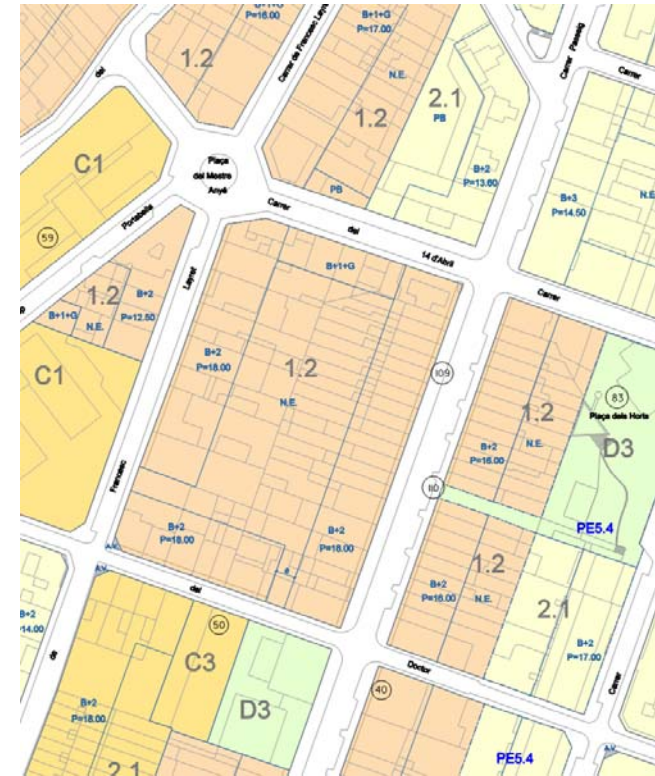 B+1+G
P=16.00
B+1+G
P=17.00
del
1.2
Carrer de Francesc Layret
N.E.
1.2
2.1
PB
B+2
P=13.60
Carrer Passeig
Carrer
C1
Plaça
del Mestre
Anyé
PB
B+3
P=14.50
N.E.
Portabella
59
Carrer
del
14 d'Abril
Layret
B+1+G
Carrer
1.2
B+2
P=12.50
B+1+G
N.E.
C1
B+2
P=18.00
1.2
N.E.
109
83
Plaça dels Horts
1.2
B+2
P=16.00
N.E.
D3
110
Francesc
B+2
P=18.00
B+2
P=18.00
PE5.4
A.V.
A.V.
1.2
B+2
P=16.00
N.E.
2.1
B+2
P=17.00
B+2
del
50
C3
D3
de
Doctor
Carrer
40
B+2
P=18.00
2.1
PE5.4
A.V.